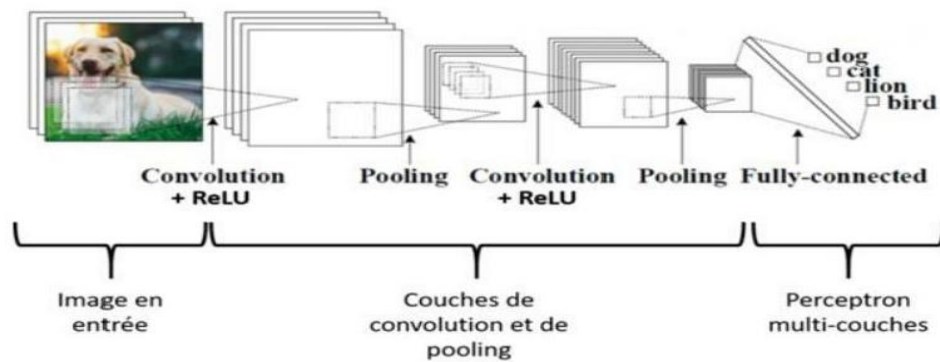 dog
cat
lion
bird
Convolution
+ ReLU
Pooling
Convolution
+ ReLU
Pooling
Fully-connected
Image en
entrée
Couches de
convolution et de
pooling
Perceptron
multi-couches